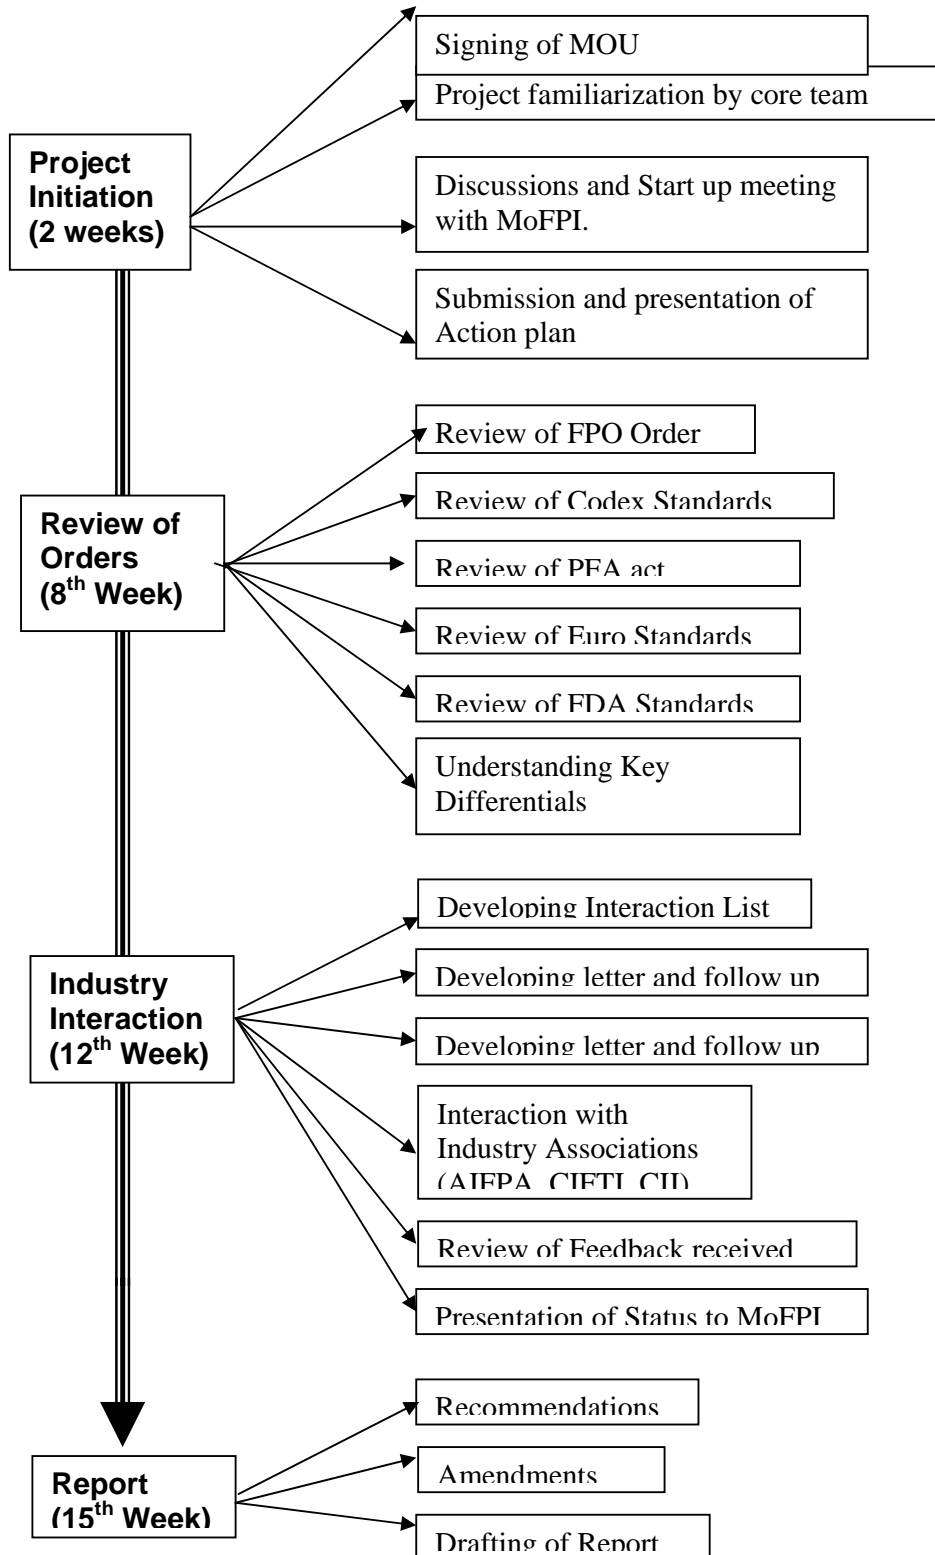 Signing of MOU
Project familiarization by core team
Project
Initiation
(2 weeks)
Discussions and Start up meeting
with MoFPI.
Submission and presentation of
Action plan
Review of FPO Order
Review of Codex Standards
Review of
Orders
(8th Week)
Review of PFA act
Review of Euro Standards
Review of FDA Standards
Understanding Key
Differentials
Developing Interaction List
Developing letter and follow up
Industry
Interaction
(12th Week)
Developing letter and follow up
Interaction with
Industry Associations
(AIFPA, CIFTI, CII)
Review of Feedback received
Presentation of Status to MoFPI
Recommendations
Amendments
Report
(15th Week)
Drafting of Report